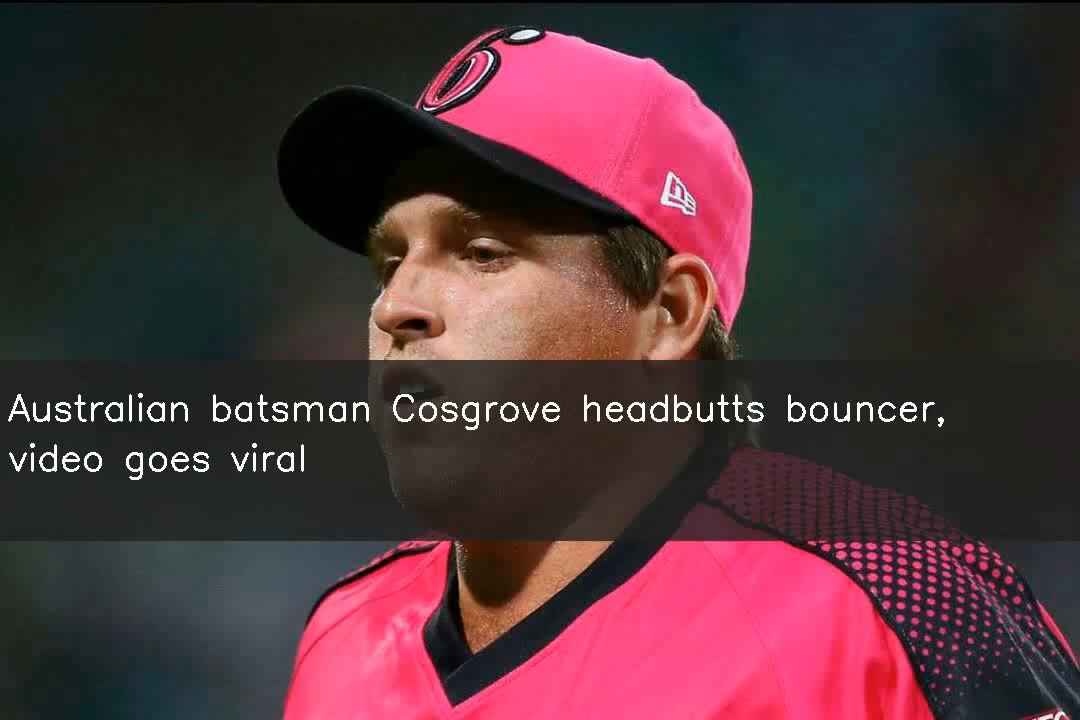 Australian batsman Cosgrove headbutts bouncer,
video goes viral